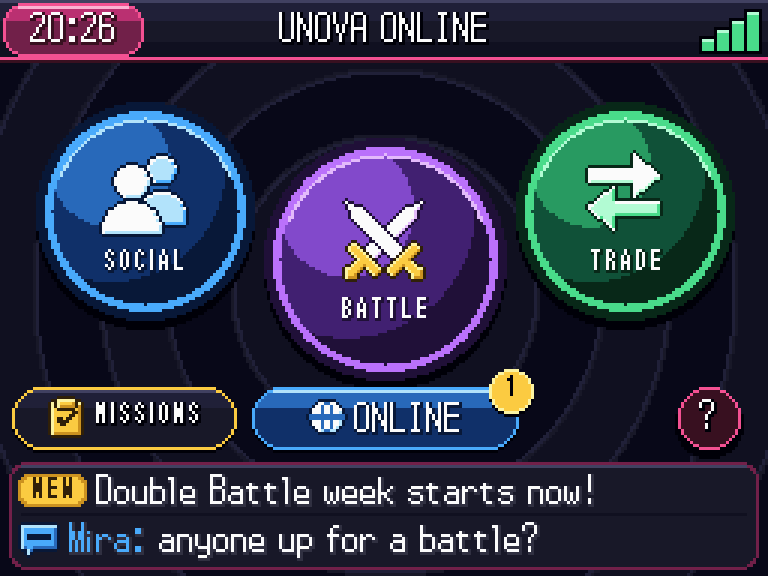 20:26
UNOVA ONLINE
SOCIAL
BATTLE
TRADE
MISSIONS
ONLINE
1
?
NEW Double Battle week starts now!
Mira: anyone up for a battle?